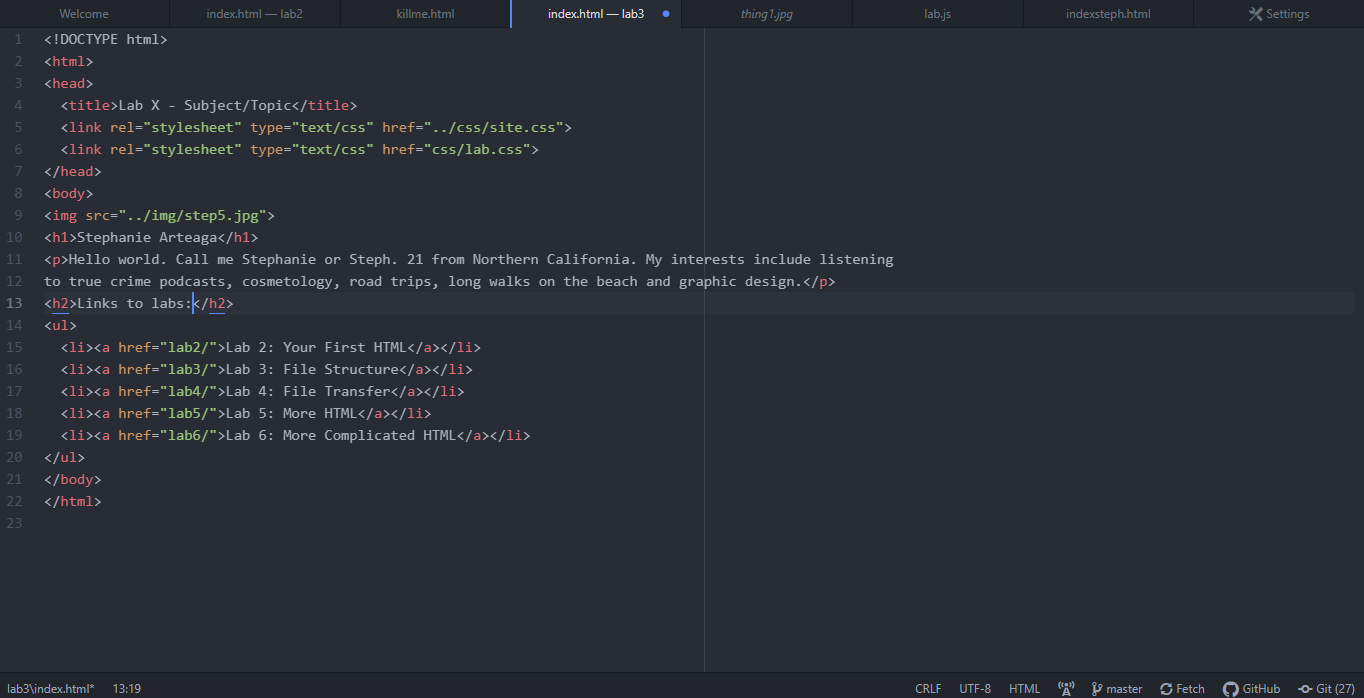 Welcome index.html — lab2 killme.html index.html — lab3 thing1.jpg lab.js indexsteph.html Settings
1 <!DOCTYPE html>
2 <html>
3 <head>
4 <title>Lab X - Subject/Topic</title>
5 <link rel="stylesheet" type="text/css" href="../css/site.css">
6 <link rel="stylesheet" type="text/css" href="css/lab.css">
7 </head>
8 <body>
9 <img src="../img/step5.jpg">
10 <h1>Stephanie Arteaga</h1>
11 <p>Hello world. Call me Stephanie or Steph. 21 from Northern California. My interests include listening
12 to true crime podcasts, cosmetology, road trips, long walks on the beach and graphic design.</p>
13 <h2>Links to labs:</h2>
14 <ul>
15 <li><a href="lab2/">Lab 2: Your First HTML</a></li>
16 <li><a href="lab3/">Lab 3: File Structure</a></li>
17 <li><a href="lab4/">Lab 4: File Transfer</a></li>
18 <li><a href="lab5/">Lab 5: More HTML</a></li>
19 <li><a href="lab6/">Lab 6: More Complicated HTML</a></li>
20 </ul>
21 </body>
22 </html>
23
lab3\index.html* 13:19 CRLF UTF-8 HTML master Fetch GitHub Git (27)